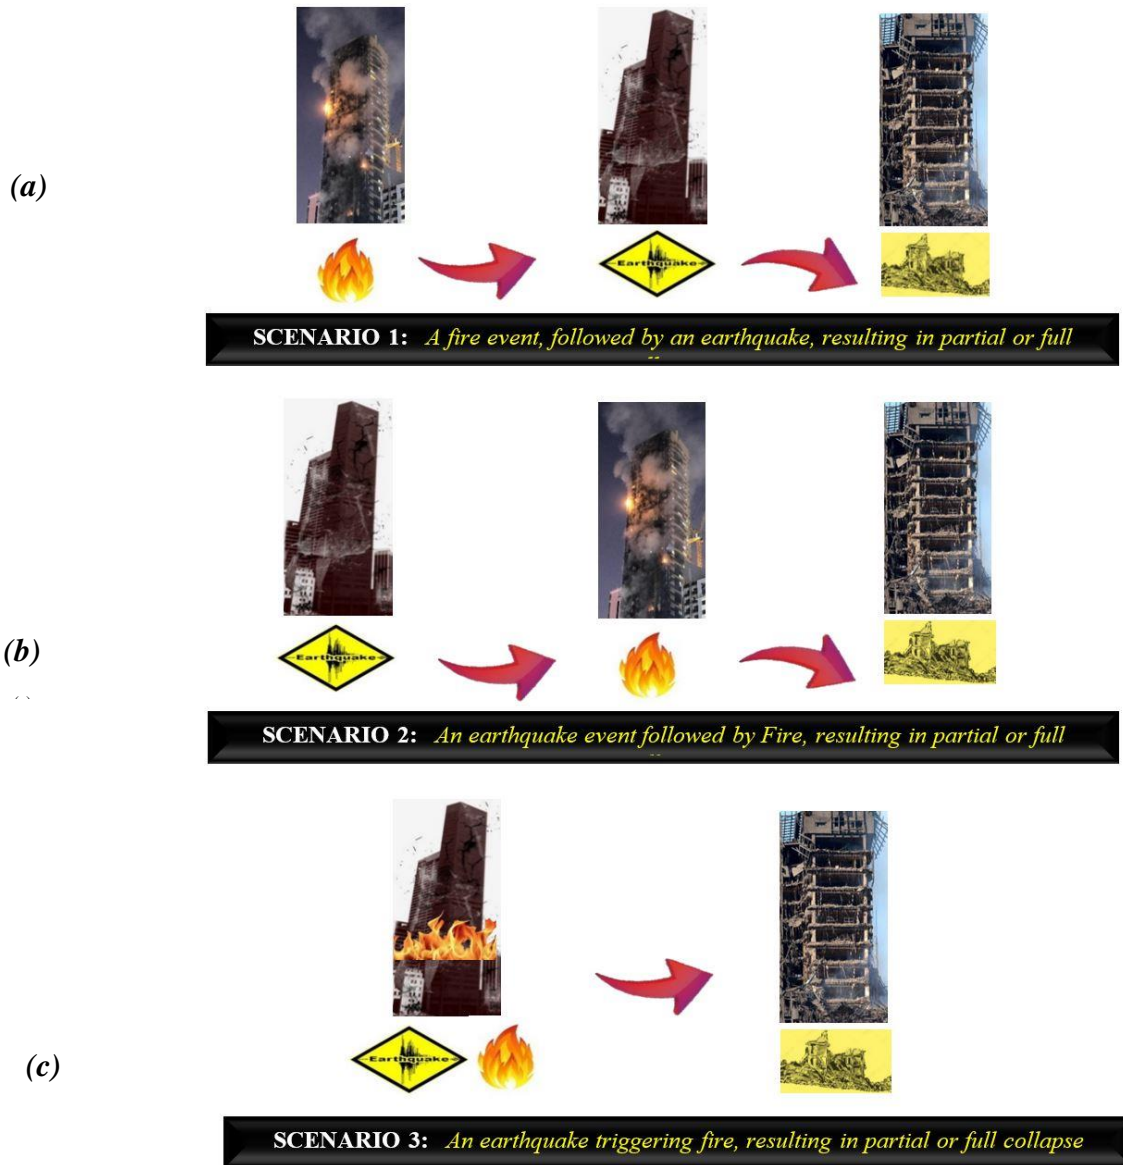 (a)
Earthquake
SCENARIO 1: A fire event, followed by an earthquake, resulting in partial or full
(b)
Earthquake
SCENARIO 2: An earthquake event followed by Fire, resulting in partial or full
(c)
Earthquake
SCENARIO 3: An earthquake triggering fire, resulting in partial or full collapse